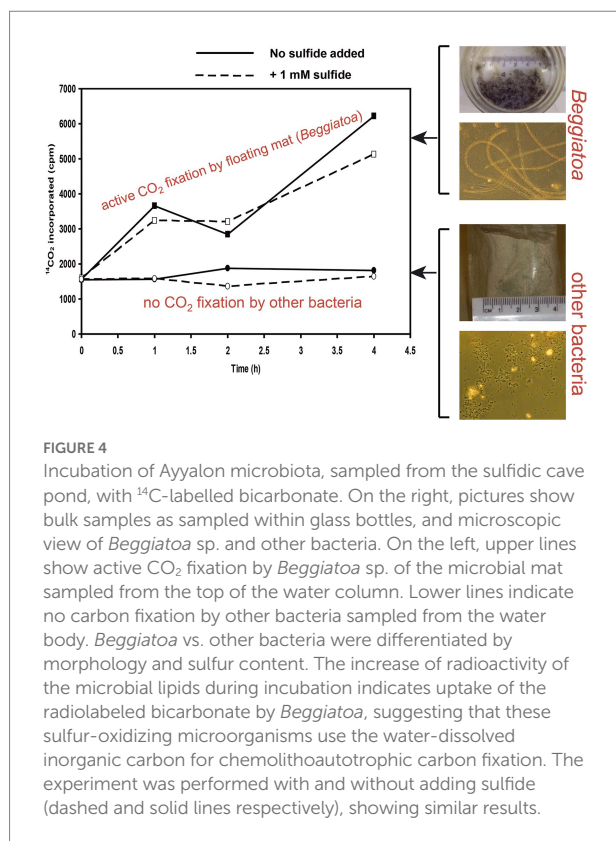 No sulfide added
+ 1 mM sulfide
7000
6000
5000
4000
3000
2000
1000
0
¹⁴CO₂ incorporated (cpm)
active CO₂ fixation by floating mat (Beggiatoa)
no CO₂ fixation by other bacteria
0 0.5 1 1.5 2 2.5 3 3.5 4 4.5
Time (h)
Beggiatoa
other bacteria
CM 1 2 3 4
FIGURE 4
Incubation of Ayyalon microbiota, sampled from the sulfidic cave
pond, with ¹⁴C-labelled bicarbonate. On the right, pictures show
bulk samples as sampled within glass bottles, and microscopic
view of Beggiatoa sp. and other bacteria. On the left, upper lines
show active CO₂ fixation by Beggiatoa sp. of the microbial mat
sampled from the top of the water column. Lower lines indicate
no carbon fixation by other bacteria sampled from the water
body. Beggiatoa vs. other bacteria were differentiated by
morphology and sulfur content. The increase of radioactivity of
the microbial lipids during incubation indicates uptake of the
radiolabeled bicarbonate by Beggiatoa, suggesting that these
sulfur-oxidizing microorganisms use the water-dissolved
inorganic carbon for chemolithoautotrophic carbon fixation. The
experiment was performed with and without adding sulfide
(dashed and solid lines respectively), showing similar results.